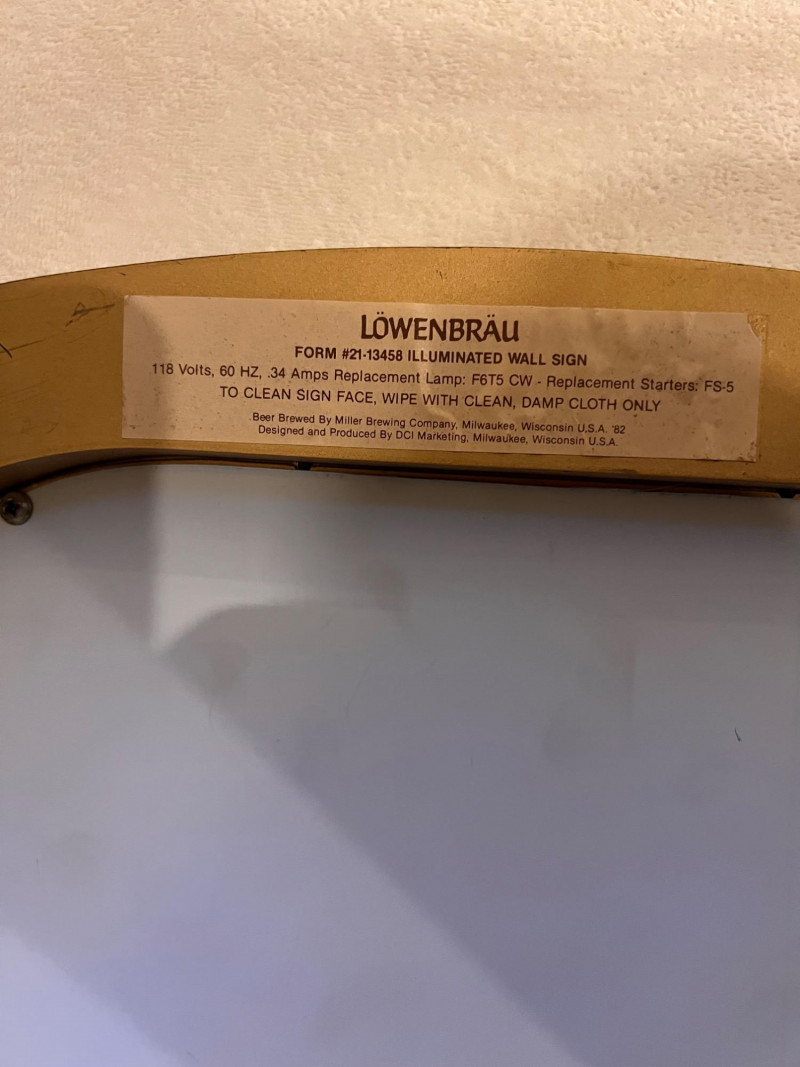 LÖWENBRÄU
FORM #21-13458 ILLUMINATED WALL SIGN
118 Volts, 60 HZ, .34 Amps Replacement Lamp: F6T5 CW - Replacement Starters: FS-5
TO CLEAN SIGN FACE, WIPE WITH CLEAN, DAMP CLOTH ONLY
Beer Brewed By Miller Brewing Company, Milwaukee, Wisconsin U.S.A. '82
Designed and Produced By DCI Marketing, Milwaukee, Wisconsin U.S.A.